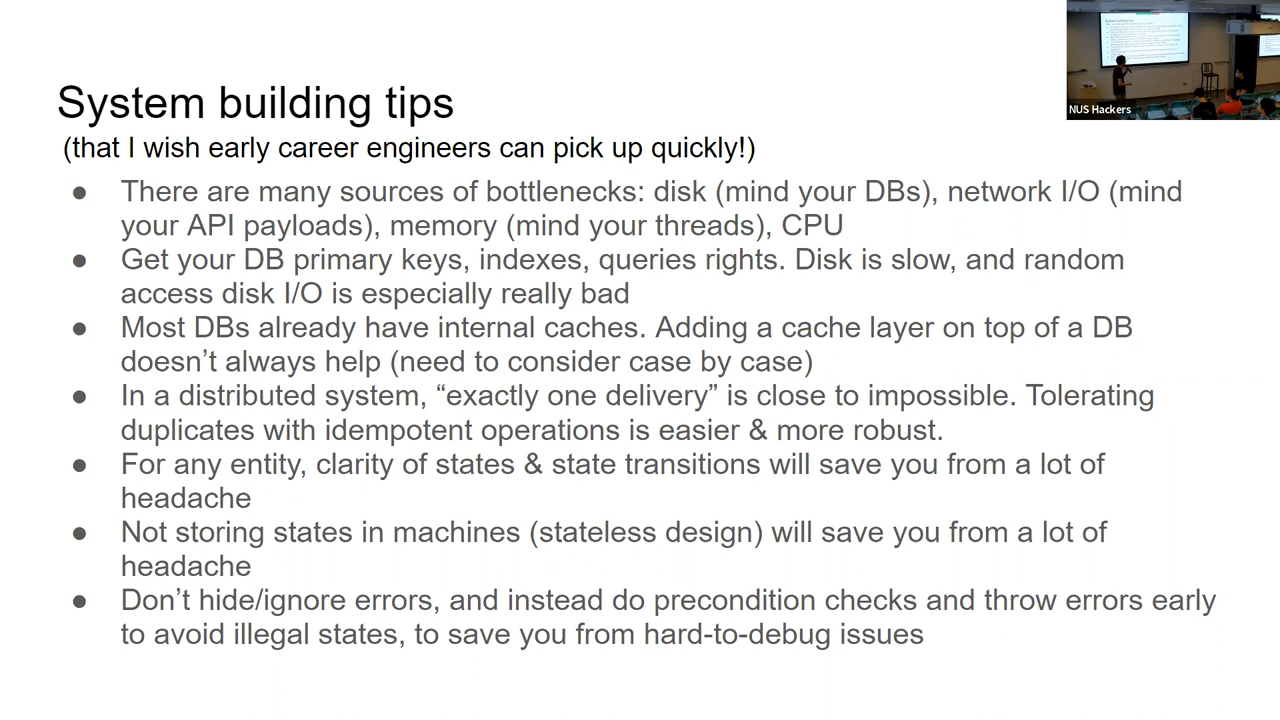 NUS Hackers
System building tips
(that I wish early career engineers can pick up quickly!)
● There are many sources of bottlenecks: disk (mind your DBs), network I/O (mind
your API payloads), memory (mind your threads), CPU
● Get your DB primary keys, indexes, queries rights. Disk is slow, and random
access disk I/O is especially really bad
● Most DBs already have internal caches. Adding a cache layer on top of a DB
doesn’t always help (need to consider case by case)
● In a distributed system, “exactly one delivery” is close to impossible. Tolerating
duplicates with idempotent operations is easier & more robust.
● For any entity, clarity of states & state transitions will save you from a lot of
headache
● Not storing states in machines (stateless design) will save you from a lot of
headache
● Don’t hide/ignore errors, and instead do precondition checks and throw errors early
to avoid illegal states, to save you from hard-to-debug issues